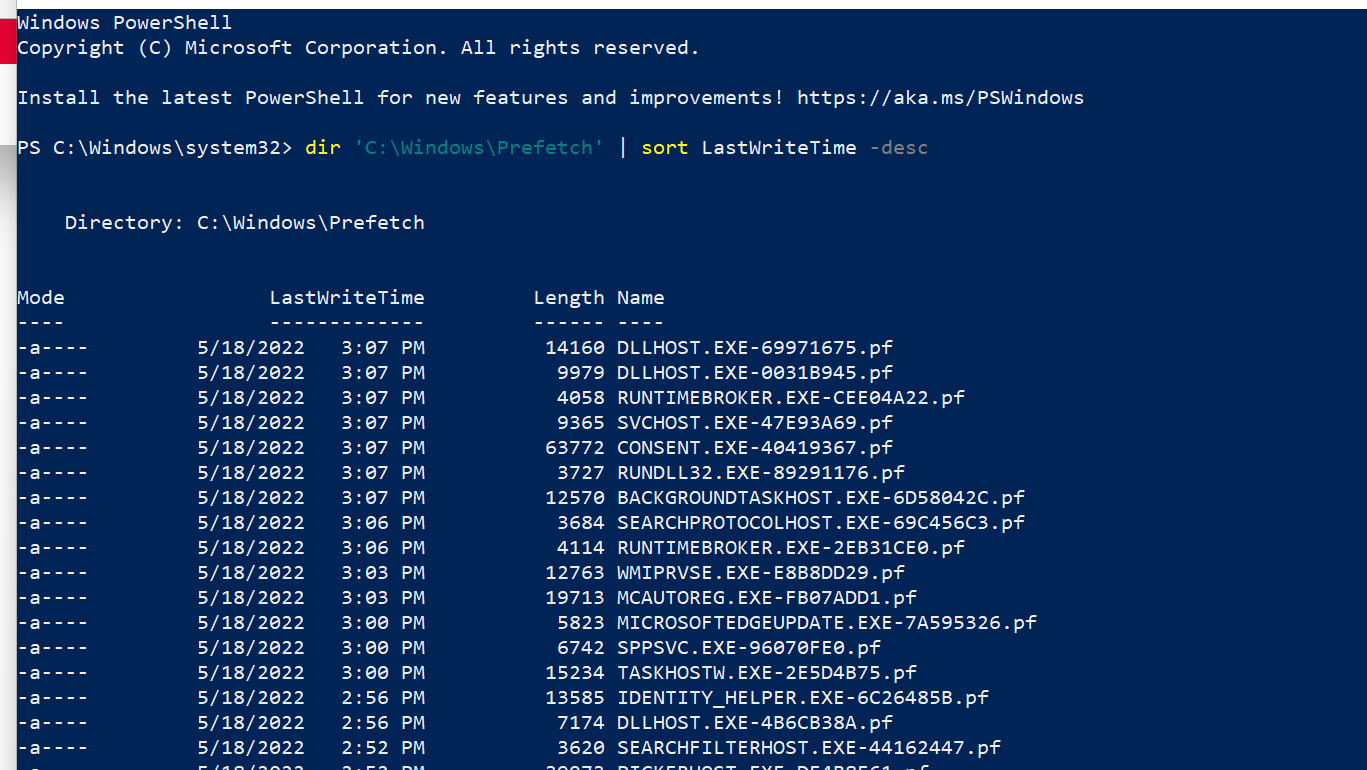 Windows PowerShell
Copyright (C) Microsoft Corporation. All rights reserved.
Install the latest PowerShell for new features and improvements! https://aka.ms/PSWindows
PS C:\Windows\system32> dir 'C:\Windows\Prefetch' | sort LastWriteTime -desc
Directory: C:\Windows\Prefetch
Mode LastWriteTime Length Name
---- ------------- ------ ----
-a---- 5/18/2022 3:07 PM 14160 DLLHOST.EXE-69971675.pf
-a---- 5/18/2022 3:07 PM 9979 DLLHOST.EXE-0031B945.pf
-a---- 5/18/2022 3:07 PM 4058 RUNTIMEBROKER.EXE-CEE04A22.pf
-a---- 5/18/2022 3:07 PM 9365 SVCHOST.EXE-47E93A69.pf
-a---- 5/18/2022 3:07 PM 63772 CONSENT.EXE-40419367.pf
-a---- 5/18/2022 3:07 PM 3727 RUNDLL32.EXE-89291176.pf
-a---- 5/18/2022 3:07 PM 12570 BACKGROUNDTASKHOST.EXE-6D58042C.pf
-a---- 5/18/2022 3:06 PM 3684 SEARCHPROTOCOLHOST.EXE-69C456C3.pf
-a---- 5/18/2022 3:06 PM 4114 RUNTIMEBROKER.EXE-2EB31CE0.pf
-a---- 5/18/2022 3:03 PM 12763 WMIPRVSE.EXE-E8B8DD29.pf
-a---- 5/18/2022 3:03 PM 19713 MCAUTOREG.EXE-FB07ADD1.pf
-a---- 5/18/2022 3:00 PM 5823 MICROSOFTEDGEUPDATE.EXE-7A595326.pf
-a---- 5/18/2022 3:00 PM 6742 SPPSVC.EXE-96070FE0.pf
-a---- 5/18/2022 3:00 PM 15234 TASKHOSTW.EXE-2E5D4B75.pf
-a---- 5/18/2022 2:56 PM 13585 IDENTITY_HELPER.EXE-6C26485B.pf
-a---- 5/18/2022 2:56 PM 7174 DLLHOST.EXE-4B6CB38A.pf
-a---- 5/18/2022 2:52 PM 3620 SEARCHFILTERHOST.EXE-44162447.pf